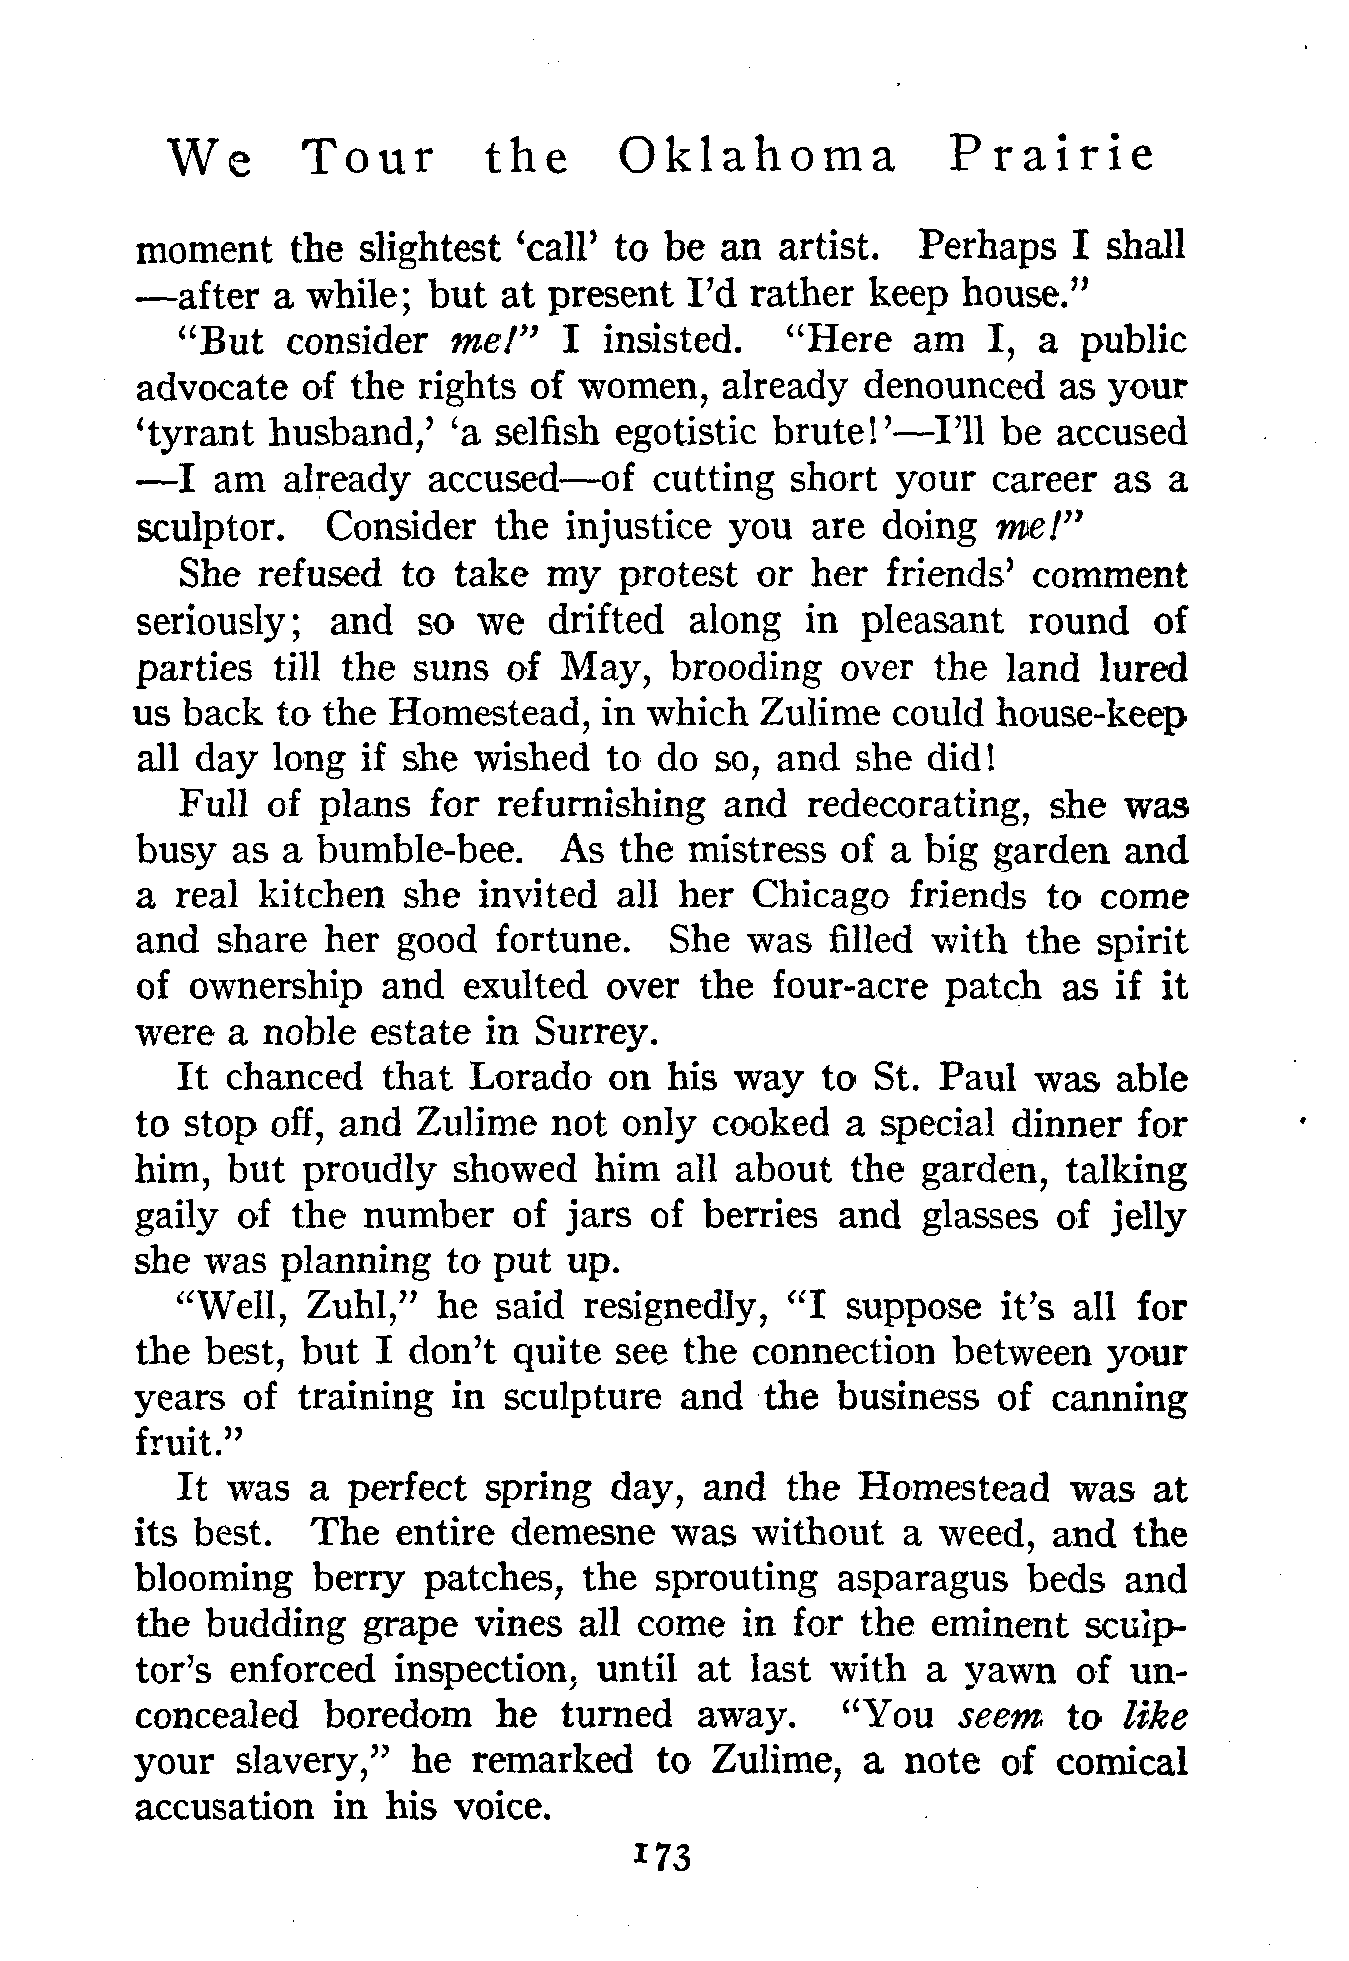 We Tour the Oklahoma Prairie
moment the slightest ‘call’ to be an artist. Perhaps I shall
—after a while; but at present I’d rather keep house.”
“But consider me!” I insisted. “Here am I, a public
advocate of the rights of women, already denounced as your
‘tyrant husband,’ ‘a selfish egotistic brute!’—I’ll be accused
—I am already accused—of cutting short your career as a
sculptor. Consider the injustice you are doing me!”
She refused to take my protest or her friends’ comment
seriously; and so we drifted along in pleasant round of
parties till the suns of May, brooding over the land lured
us back to the Homestead, in which Zulime could house-keep
all day long if she wished to do so, and she did!
Full of plans for refurnishing and redecorating, she was
busy as a bumble-bee. As the mistress of a big garden and
a real kitchen she invited all her Chicago friends to come
and share her good fortune. She was filled with the spirit
of ownership and exulted over the four-acre patch as if it
were a noble estate in Surrey.
It chanced that Lorado on his way to St. Paul was able
to stop off, and Zulime not only cooked a special dinner for
him, but proudly showed him all about the garden, talking
gaily of the number of jars of berries and glasses of jelly
she was planning to put up.
“Well, Zuhl,” he said resignedly, “I suppose it’s all for
the best, but I don’t quite see the connection between your
years of training in sculpture and the business of canning
fruit.”
It was a perfect spring day, and the Homestead was at
its best. The entire demesne was without a weed, and the
blooming berry patches, the sprouting asparagus beds and
the budding grape vines all come in for the eminent sculp-
tor’s enforced inspection, until at last with a yawn of un-
concealed boredom he turned away. “You seem to like
your slavery,” he remarked to Zulime, a note of comical
accusation in his voice.
173